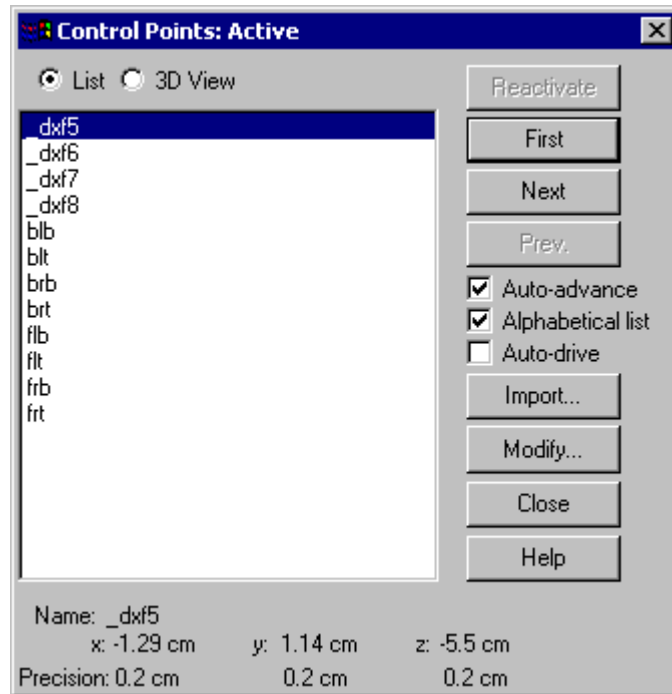 Control Points: Active
List 3D View
Reactivate
_dxf5
_dxf6
_dxf7
_dxf8
blb
blt
brb
brt
flb
flt
frb
frt
First
Next
Prev.
Auto-advance
Alphabetical list
Auto-drive
Import...
Modify...
Close
Help
Name: _dxf5
x: -1.29 cm y: 1.14 cm z: -5.5 cm
Precision: 0.2 cm 0.2 cm 0.2 cm